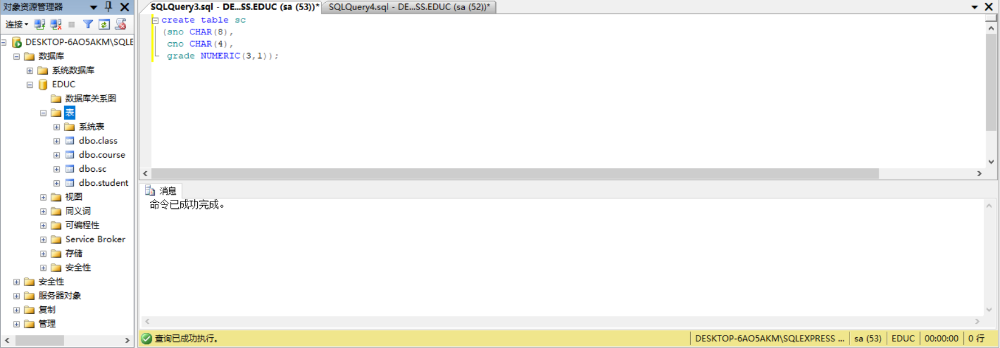 对象资源管理器
连接
DESKTOP-6AO5AKM\SQLE
数据库
系统数据库
EDUC
数据库关系图
表
系统表
dbo.class
dbo.course
dbo.sc
dbo.student
视图
同义词
可编程性
Service Broker
存储
安全性
安全性
服务器对象
复制
管理
SQLQuery3.sql - DE...SS.EDUC (sa (53))* SQLQuery4.sql - DE...SS.EDUC (sa (52))*
create table sc
(sno CHAR(8),
cno CHAR(4),
grade NUMERIC(3,1));
消息
命令已成功完成。
查询已成功执行。 DESKTOP-6AO5AKM\SQLEXPRESS ... sa (53) EDUC 00:00:00 0 行